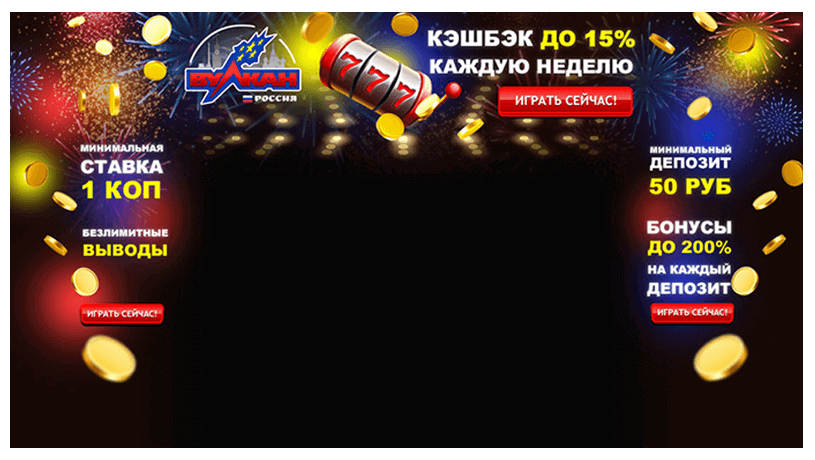 ВУЛКАН
РОССИЯ
777
КЭШБЭК ДО 15%
КАЖДУЮ НЕДЕЛЮ
ИГРАТЬ СЕЙЧАС!
МИНИМАЛЬНАЯ
СТАВКА
1 КОП
БЕЗЛИМИТНЫЕ
ВЫВОДЫ
ИГРАТЬ СЕЙЧАС!
МИНИМАЛЬНЫЙ
ДЕПОЗИТ
50 РУБ
БОНУСЫ
ДО 200%
НА КАЖДЫЙ
ДЕПОЗИТ
ИГРАТЬ СЕЙЧАС!